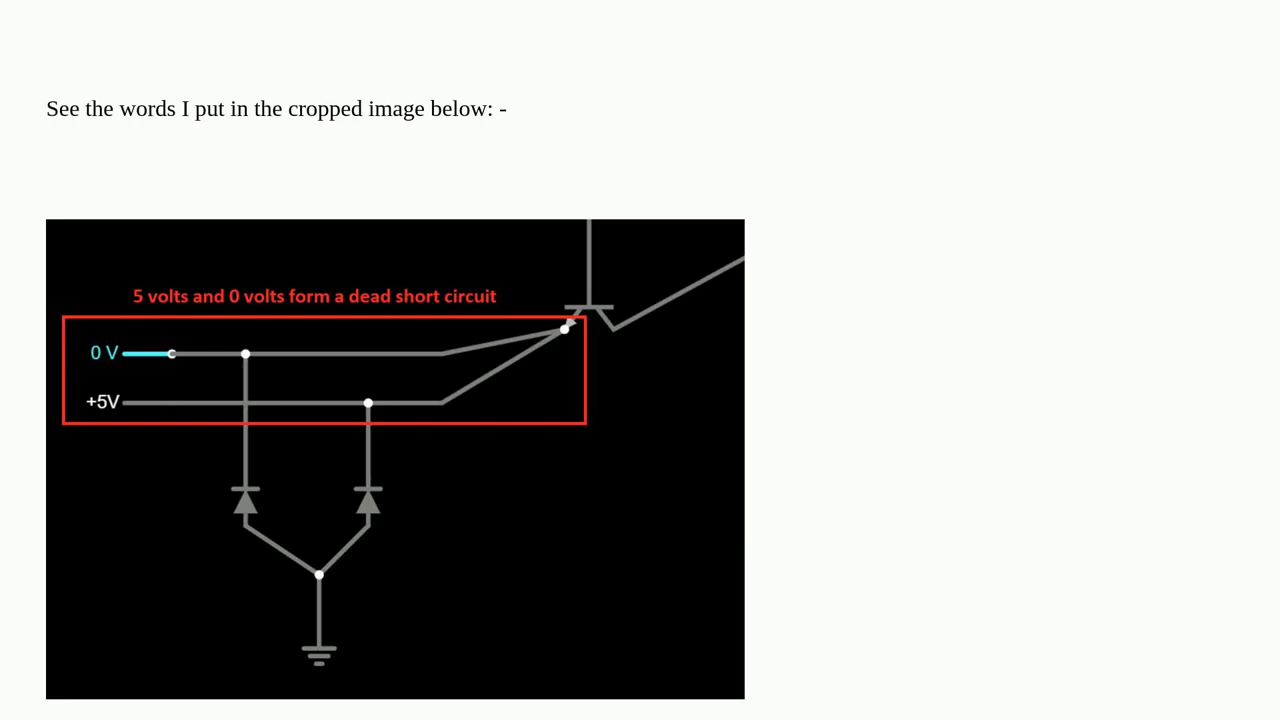 See the words I put in the cropped image below: -
5 volts and 0 volts form a dead short circuit
0 V
+5V